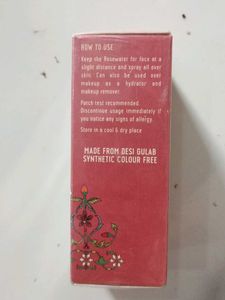 HOW TO USE
Keep the Rosewater for face at a
slight distance and spray all over
skin. Can also be used over
makeup as a hydrator and
makeup remover.
Patch test recommended.
Discontinue usage immediately if
you notice any signs of allergy.
Store in a cool & dry place
MADE FROM DESI GULAB
SYNTHETIC COLOUR FREE